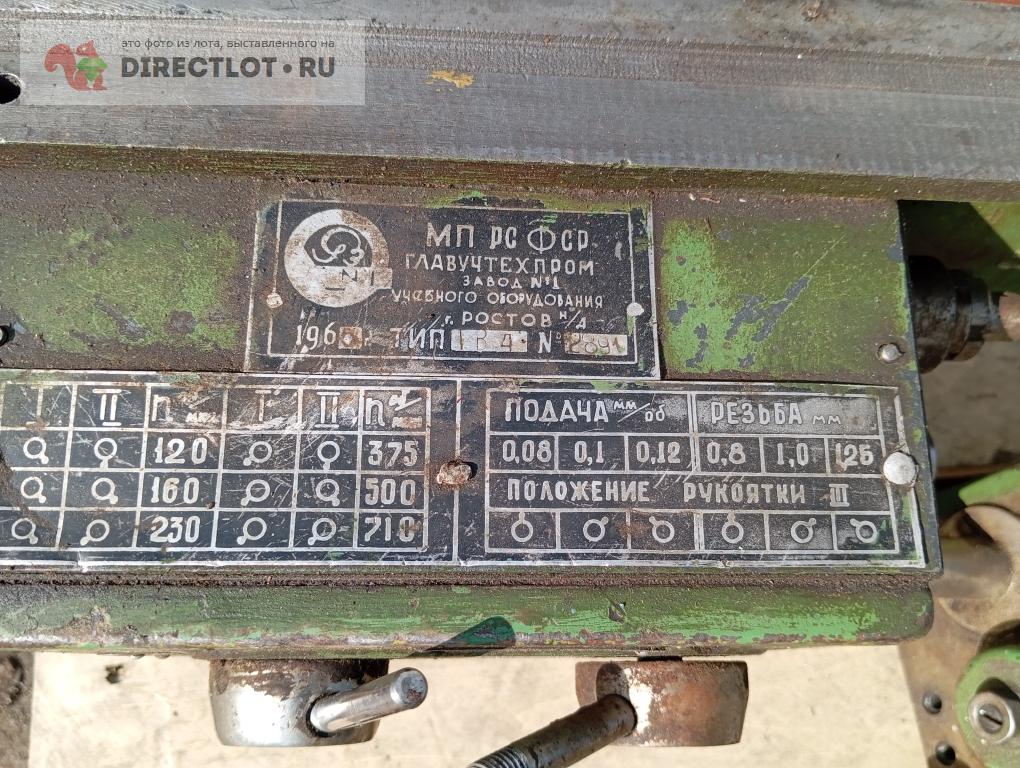 это фото из лота, выставленного на
DIRECTLOT•RU
МП РСФСР
ГЛАВУЧТЕХПРОМ
ЗАВОД №1
УЧЕБНОГО ОБОРУДОВАНИЯ
г. РОСТОВ Н/Д
ТИП №
I II n I II n
120 375
160 500
230 710
ПОДАЧА ММ/ОБ РЕЗЬБА ММ
0,08 0,1 0,12 0,8 1,0 1,25
ПОЛОЖЕНИЕ РУКОЯТКИ III